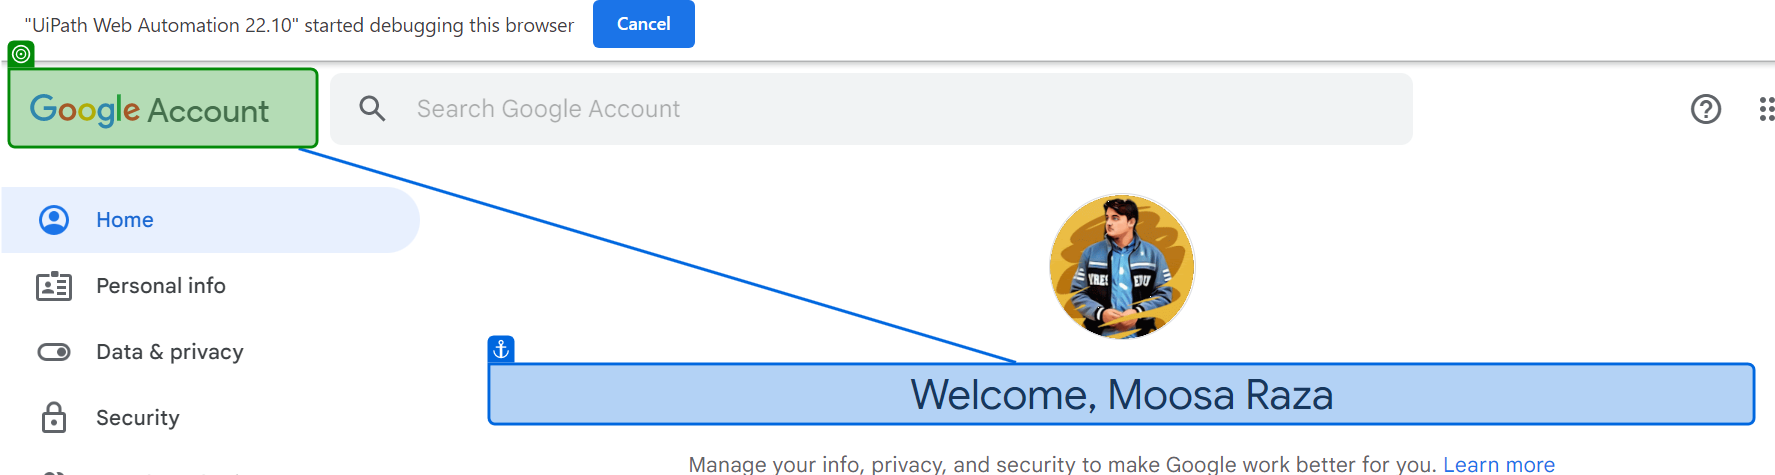 "UiPath Web Automation 22.10" started debugging this browser
Cancel
Google Account
Search Google Account
Home
Personal info
Data & privacy
Security
YRES EDU
Welcome, Moosa Raza
Manage your info, privacy, and security to make Google work better for you. Learn more